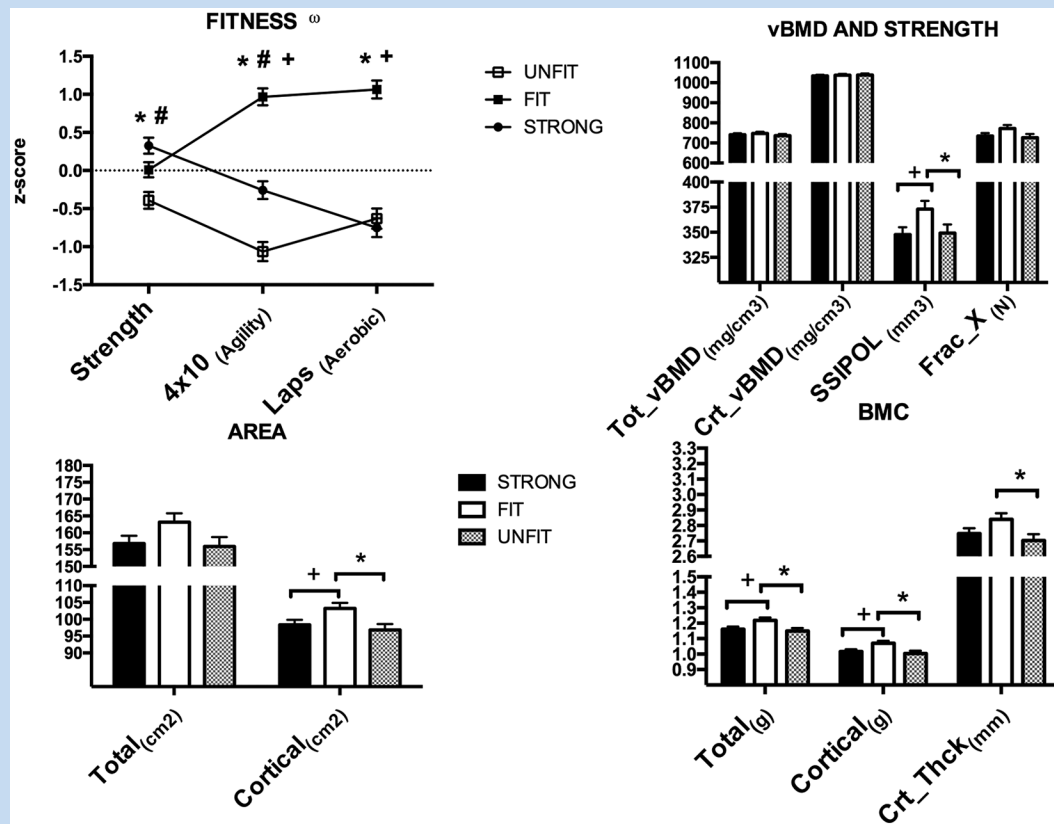 FITNESS ω
* #
* # +
* +
UNFIT
FIT
STRONG
z-score
1.5
1.0
0.5
0.0
-0.5
-1.0
-1.5
Strength
4x10 (Agility)
Laps (Aerobic)
vBMD AND STRENGTH
1100
1000
900
800
700
600
400
375
350
325
+
*
Tot_vBMD(mg/cm3)
Crt_vBMD(mg/cm3)
SSIPOL (mm3)
Frac_X (N)
AREA
180
175
170
165
160
155
150
110
105
100
95
90
+
*
Total(cm2)
Cortical(cm2)
STRONG
FIT
UNFIT
BMC
3.3
3.2
3.1
3.0
2.9
2.8
2.7
2.6
1.5
1.4
1.3
1.2
1.1
1.0
0.9
+
*
+
*
*
Total(g)
Cortical(g)
Crt_Thck(mm)